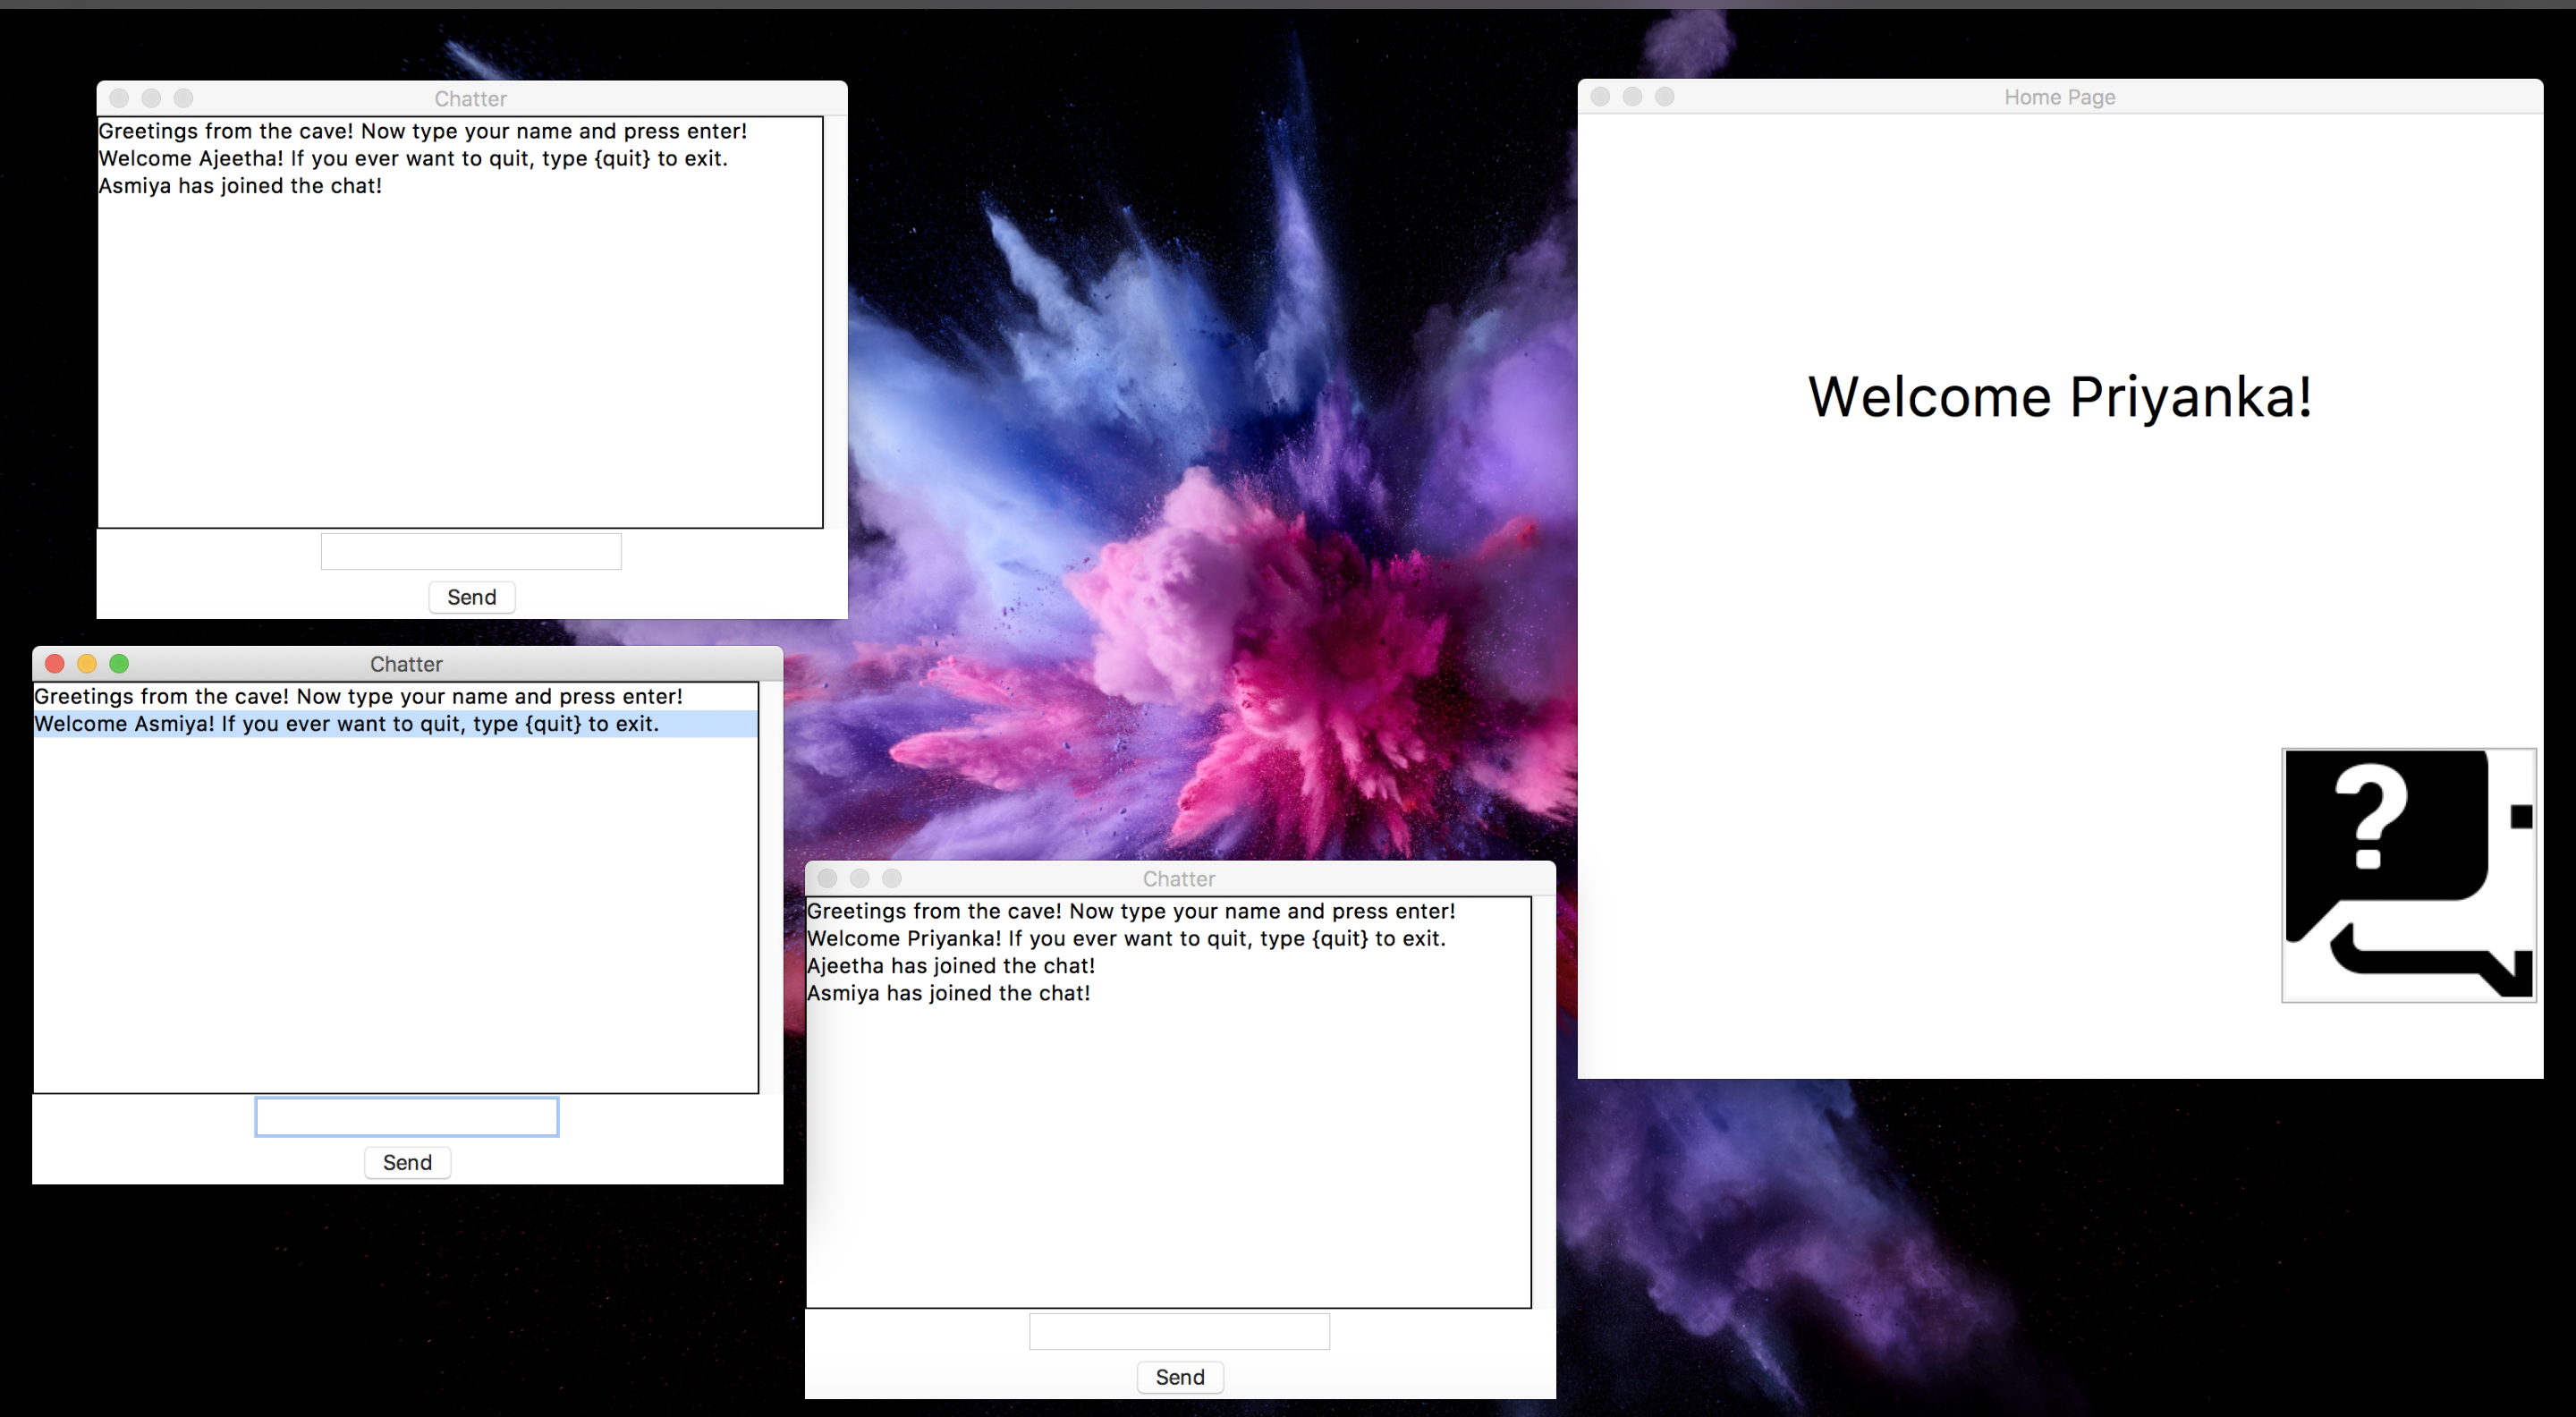 Chatter
Greetings from the cave! Now type your name and press enter!
Welcome Ajeetha! If you ever want to quit, type {quit} to exit.
Asmiya has joined the chat!
Send
Home Page
Welcome Priyanka!
?
Chatter
Greetings from the cave! Now type your name and press enter!
Welcome Asmiya! If you ever want to quit, type {quit} to exit.
Send
Chatter
Greetings from the cave! Now type your name and press enter!
Welcome Priyanka! If you ever want to quit, type {quit} to exit.
Ajeetha has joined the chat!
Asmiya has joined the chat!
Send